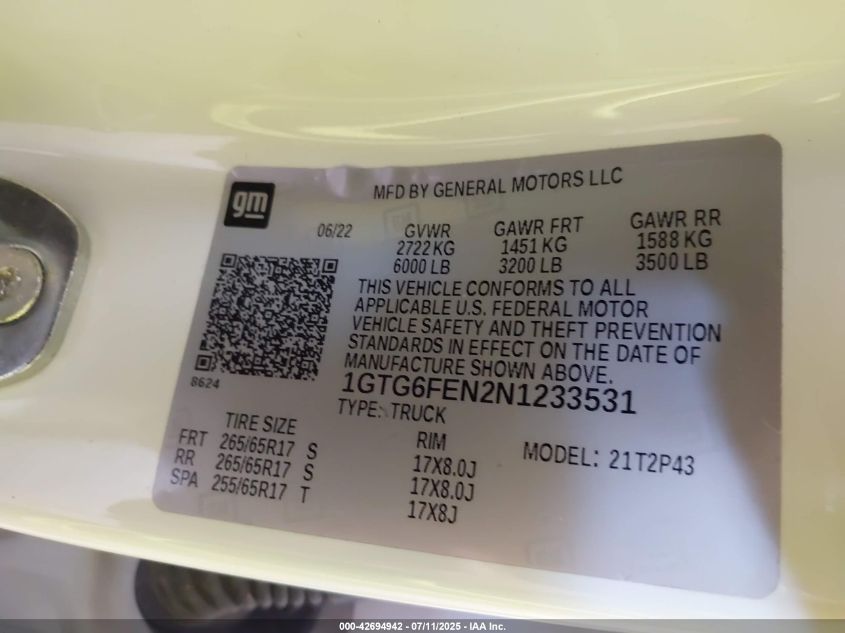 gm
MFD BY GENERAL MOTORS LLC
06/22 GVWR GAWR FRT GAWR RR
2722 KG 1451 KG 1588 KG
6000 LB 3200 LB 3500 LB
THIS VEHICLE CONFORMS TO ALL
APPLICABLE U.S. FEDERAL MOTOR
VEHICLE SAFETY AND THEFT PREVENTION
STANDARDS IN EFFECT ON THE DATE OF
MANUFACTURE SHOWN ABOVE.
8624
1GTG6FEN2N1233531
TYPE: TRUCK
TIRE SIZE RIM MODEL: 21T2P43
FRT 265/65R17 S 17X8.0J
RR 265/65R17 S 17X8.0J
SPA 255/65R17 T 17X8J
000-42694942 - 07/11/2025 - IAA Inc.